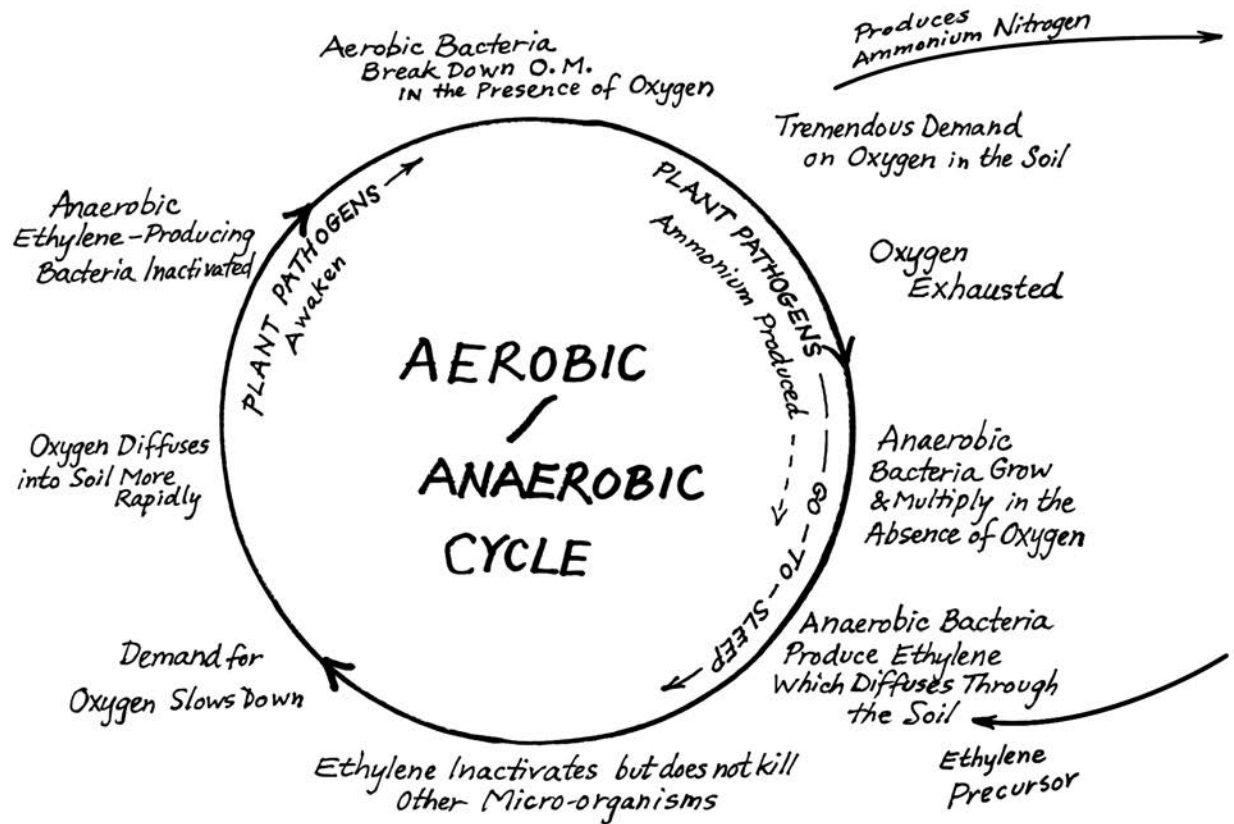 Aerobic Bacteria
Break Down O.M.
IN the Presence of Oxygen
Produces
Ammonium Nitrogen
Tremendous Demand
on Oxygen in the Soil
Oxygen
Exhausted
Anaerobic
Bacteria Grow
& Multiply in the
Absence of Oxygen
Anaerobic Bacteria
Produce Ethylene
Which Diffuses Through
the Soil
Ethylene
Precursor
Ethylene Inactivates but does not kill
Other Micro-organisms
Demand for
Oxygen Slows Down
Oxygen Diffuses
into Soil More
Rapidly
Anaerobic
Ethylene-Producing
Bacteria Inactivated
PLANT PATHOGENS
Awaken
PLANT PATHOGENS — GO — TO — SLEEP
Ammonium Produced
AEROBIC
/
ANAEROBIC
CYCLE